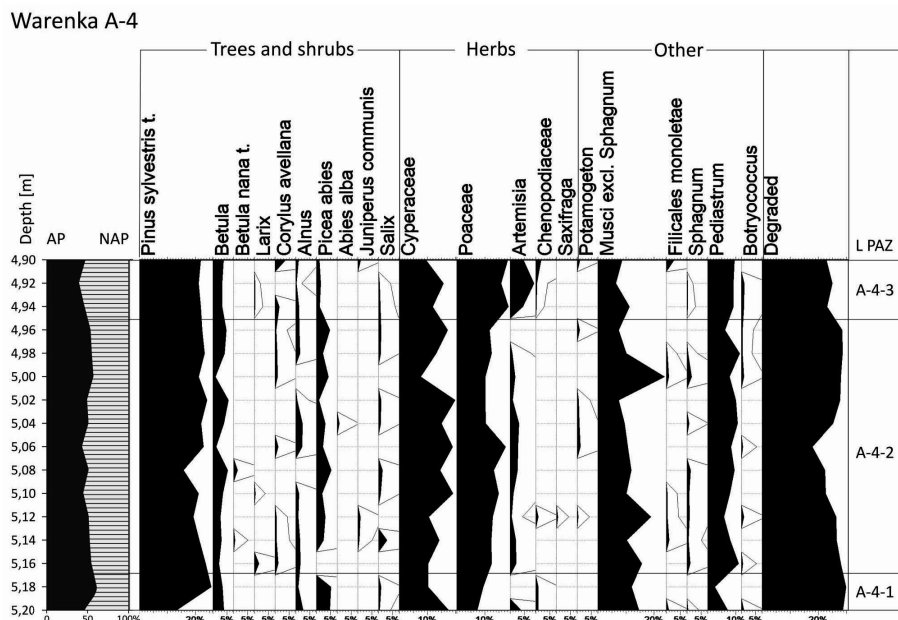 Warenka A-4
Trees and shrubs
Herbs
Other
Depth [m]
AP
NAP
Pinus sylvestris t.
Betula
Betula nana t.
Larix
Corylus avellana
Alnus
Picea abies
Abies alba
Juniperus communis
Salix
Cyperaceae
Poaceae
Artemisia
Chenopodiaceae
Saxifraga
Potamogeton
Musci excl. Sphagnum
Filicales monoletae
Sphagnum
Pediastrum
Botryococcus
Degraded
L PAZ
4,90
4,92
4,94
4,96
4,98
5,00
5,02
5,04
5,06
5,08
5,10
5,12
5,14
5,16
5,18
5,20
A-4-3
A-4-2
A-4-1
0 50 100% 20% 5% 5% 5% 5% 5% 5% 5% 5% 5% 10% 10% 5% 5% 5% 5% 20% 5% 5% 10% 5% 20%